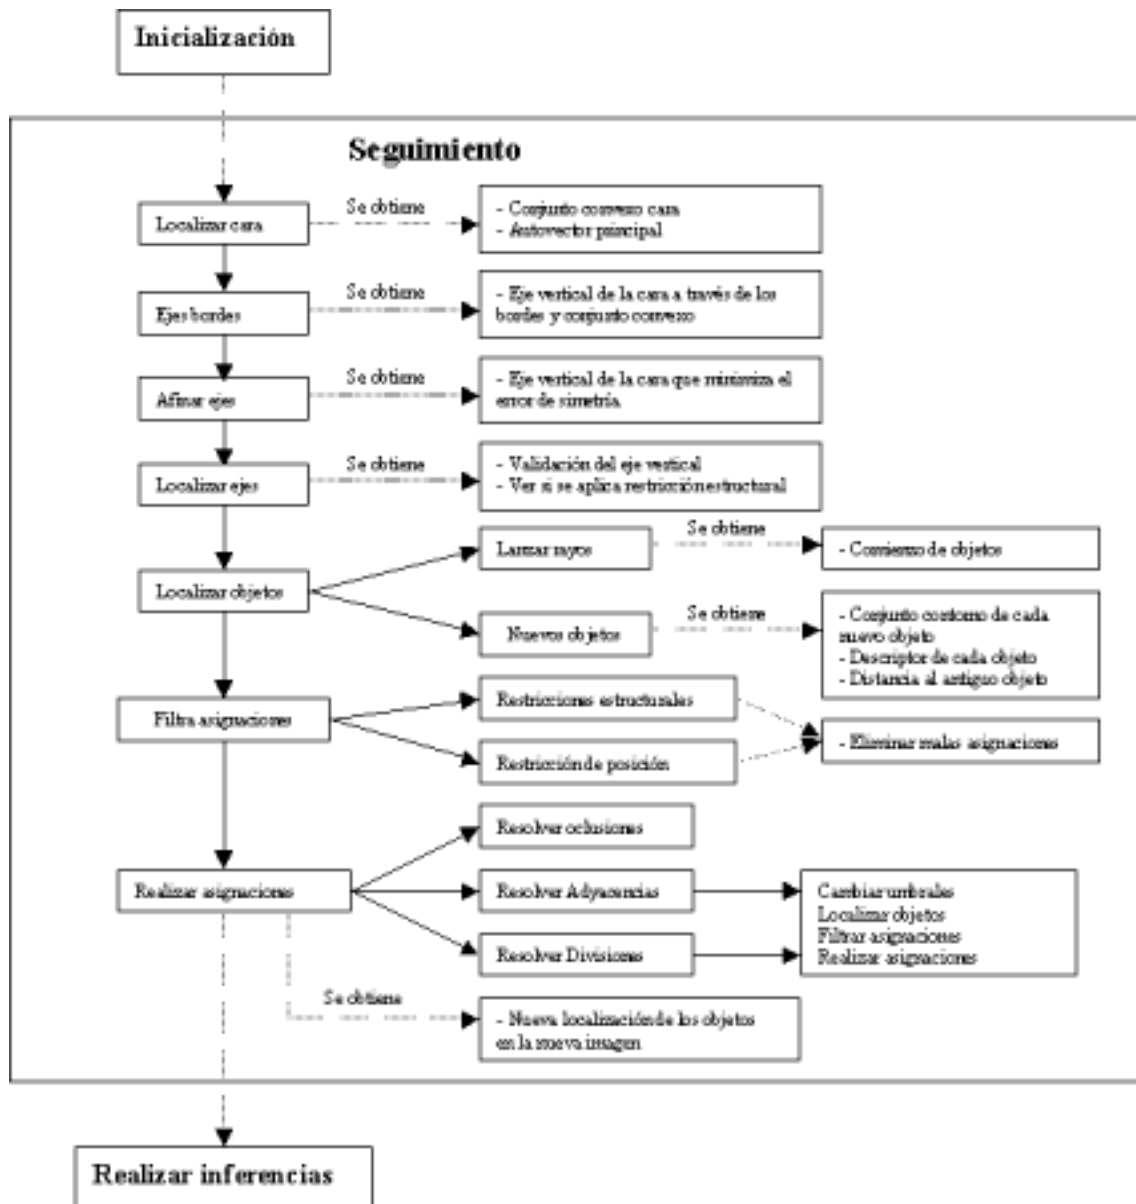 Inicialización
Seguimiento
Localizar cara
Se obtiene
- Conjunto convexo cara
- Autovector principal
Ejes bordes
Se obtiene
- Eje vertical de la cara a través de los
bordes y conjunto convexo
Afinar ejes
Se obtiene
- Eje vertical de la cara que minimiza el
error de simetría.
Localizar ejes
Se obtiene
- Validación del eje vertical
- Ver si se aplica restricción estructural
Localizar objetos
Lanzar rayos
Se obtiene
- Comienzo de objetos
Nuevos objetos
Se obtiene
- Conjunto contorno de cada
nuevo objeto
- Descriptor de cada objeto
- Distancia al antiguo objeto
Filtra asignaciones
Restricciones estructurales
Restricción de posición
- Eliminar malas asignaciones
Realizar asignaciones
Resolver oclusiones
Resolver Adyacencias
Resolver Divisiones
Cambiar umbrales
Localizar objetos
Filtrar asignaciones
Realizar asignaciones
Se obtiene
- Nueva localización de los objetos
en la nueva imagen
Realizar inferencias